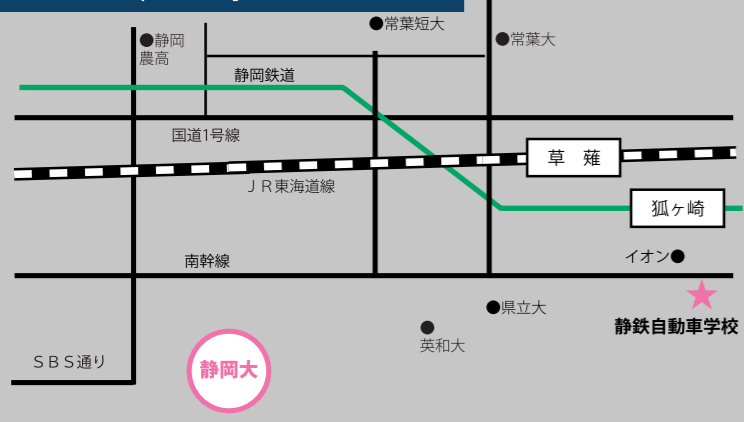 ●常葉短大
●静岡
農高
●常葉大
静岡鉄道
国道1号線
草 薙
ＪＲ東海道線
狐ヶ崎
南幹線
イオン●
●県立大
静鉄自動車学校
●
英和大
ＳＢＳ通り
静岡大